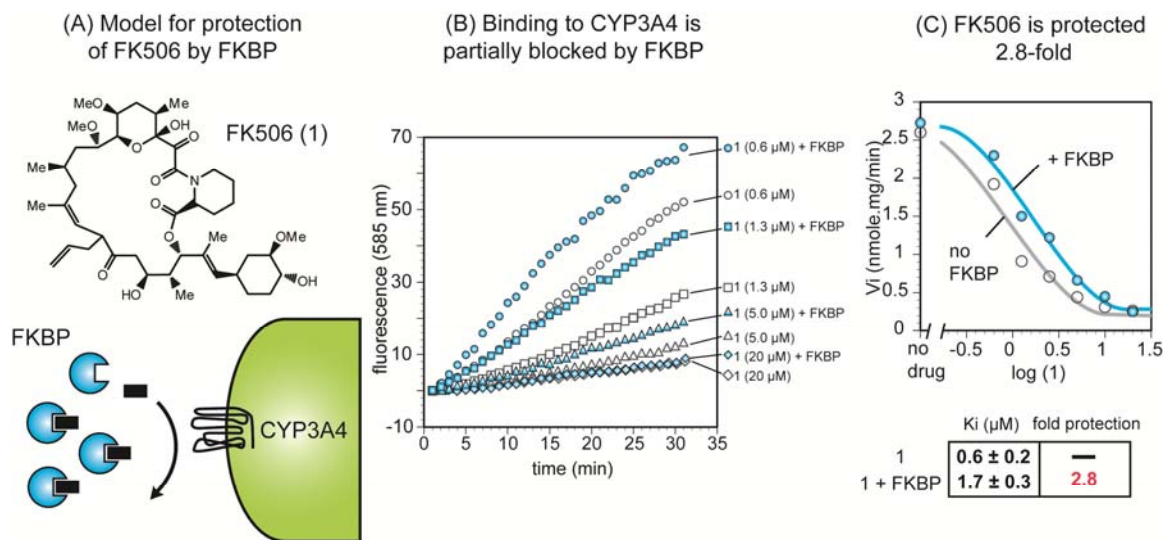 (A) Model for protection
of FK506 by FKBP
FK506 (1)
MeO
Me
MeO
OH
O
O
O
N
O
O
Me
Me
O
Me
OMe
O
HO
Me
OH
FKBP
CYP3A4
(B) Binding to CYP3A4 is
partially blocked by FKBP
fluorescence (585 nm)
70
50
30
10
-10
0
5
10
15
20
25
30
35
time (min)
1 (0.6 μM) + FKBP
1 (0.6 μM)
1 (1.3 μM) + FKBP
1 (1.3 μM)
1 (5.0 μM) + FKBP
1 (5.0 μM)
1 (20 μM) + FKBP
1 (20 μM)
(C) FK506 is protected
2.8-fold
Vi (nmole.mg/min)
3
2.5
2
1.5
1
0.5
0
+ FKBP
no
FKBP
no
drug
-0.5
0
0.5
1
1.5
log (1)
Ki (μM) fold protection
1 0.6 ± 0.2 —
1 + FKBP 1.7 ± 0.3 2.8